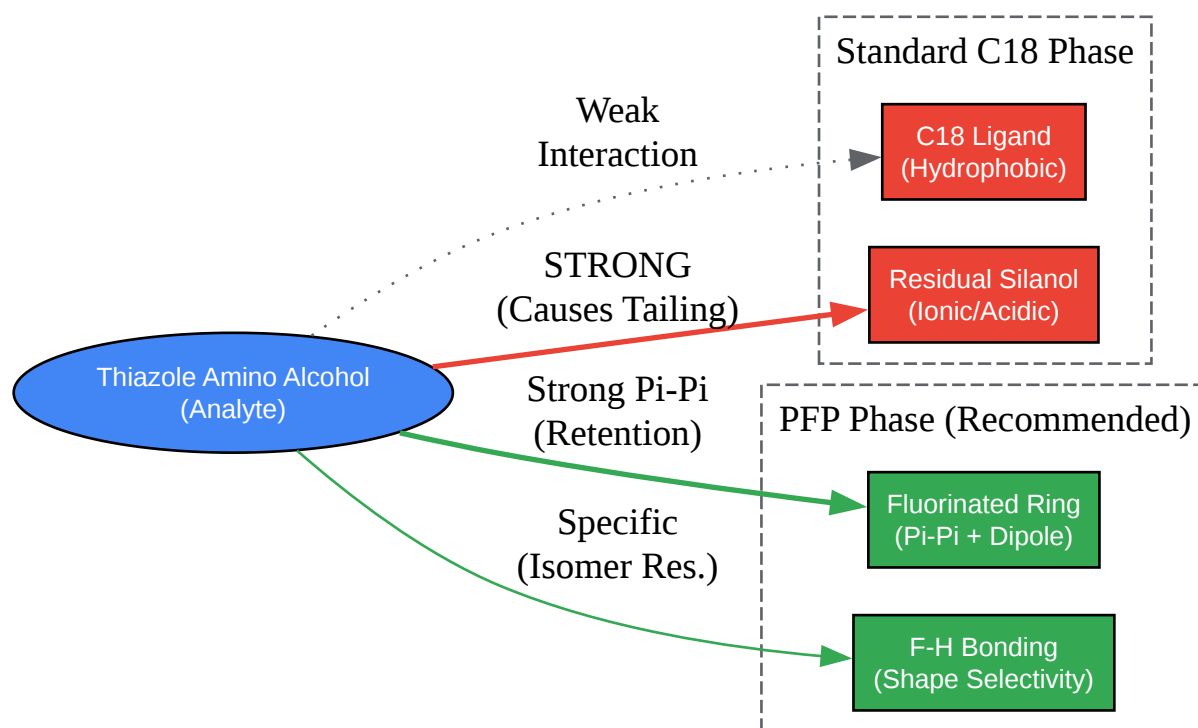 Standard C18 Phase
Weak
Interaction
C18 Ligand
(Hydrophobic)
STRONG
(Causes Tailing)
Residual Silanol
(Ionic/Acidic)
Thiazole Amino Alcohol
(Analyte)
Strong Pi-Pi
(Retention)
PFP Phase (Recommended)
Fluorinated Ring
(Pi-Pi + Dipole)
Specific
(Isomer Res.)
F-H Bonding
(Shape Selectivity)